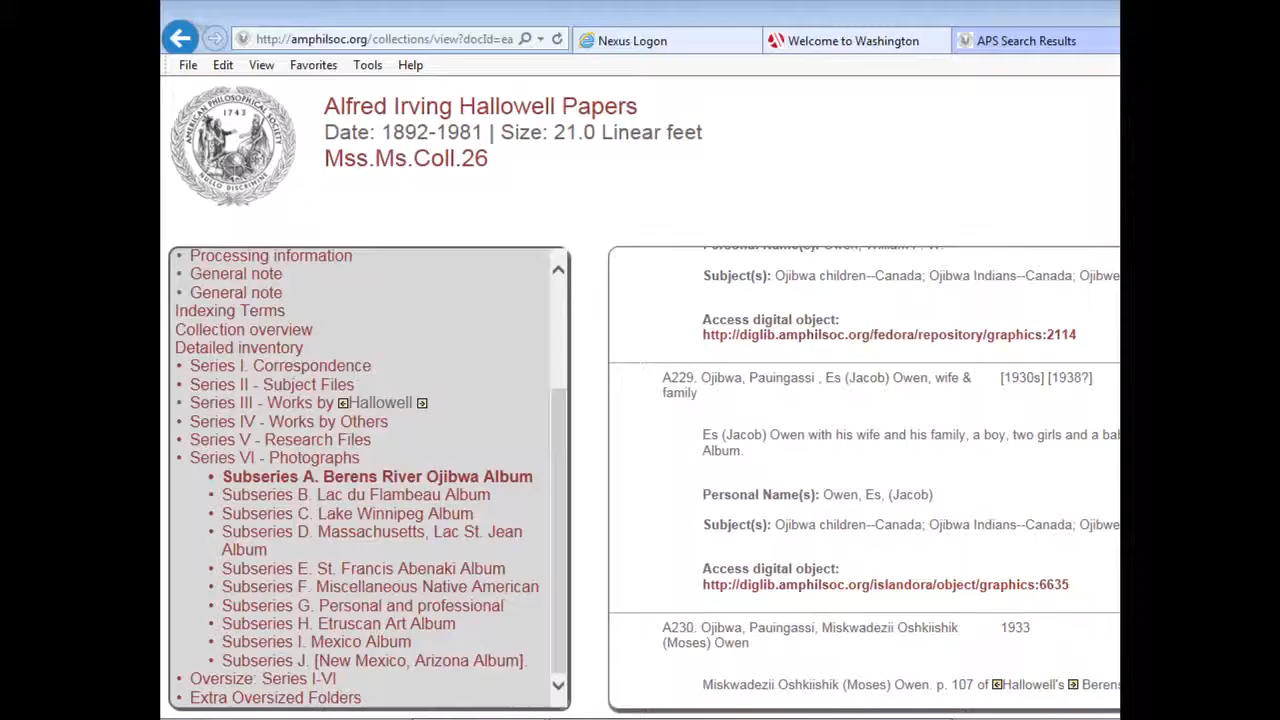 http://amphilsoc.org/collections/view?docId=ea
Nexus Logon
Welcome to Washington
APS Search Results
File Edit View Favorites Tools Help
AMERICAN PHILOSOPHICAL SOCIETY
1743
NULLO DISCRIMINE
Alfred Irving Hallowell Papers
Date: 1892-1981 | Size: 21.0 Linear feet
Mss.Ms.Coll.26
• Processing information
• General note
• General note
Indexing Terms
Collection overview
Detailed inventory
• Series I. Correspondence
• Series II - Subject Files
• Series III - Works by Hallowell
• Series IV - Works by Others
• Series V - Research Files
• Series VI - Photographs
• Subseries A. Berens River Ojibwa Album
• Subseries B. Lac du Flambeau Album
• Subseries C. Lake Winnipeg Album
• Subseries D. Massachusetts, Lac St. Jean
Album
• Subseries E. St. Francis Abenaki Album
• Subseries F. Miscellaneous Native American
• Subseries G. Personal and professional
• Subseries H. Etruscan Art Album
• Subseries I. Mexico Album
• Subseries J. [New Mexico, Arizona Album].
• Oversize: Series I-VI
• Extra Oversized Folders
Personal Name(s): Owen, William F. W.
Subject(s): Ojibwa children--Canada; Ojibwa Indians--Canada; Ojibwe
Access digital object:
http://diglib.amphilsoc.org/fedora/repository/graphics:2114
A229. Ojibwa, Pauingassi , Es (Jacob) Owen, wife & [1930s] [1938?]
family
Es (Jacob) Owen with his wife and his family, a boy, two girls and a bal
Album.
Personal Name(s): Owen, Es, (Jacob)
Subject(s): Ojibwa children--Canada; Ojibwa Indians--Canada; Ojibwe
Access digital object:
http://diglib.amphilsoc.org/islandora/object/graphics:6635
A230. Ojibwa, Pauingassi, Miskwadezii Oshkiishik 1933
(Moses) Owen
Miskwadezii Oshkiishik (Moses) Owen. p. 107 of Hallowell's Berens